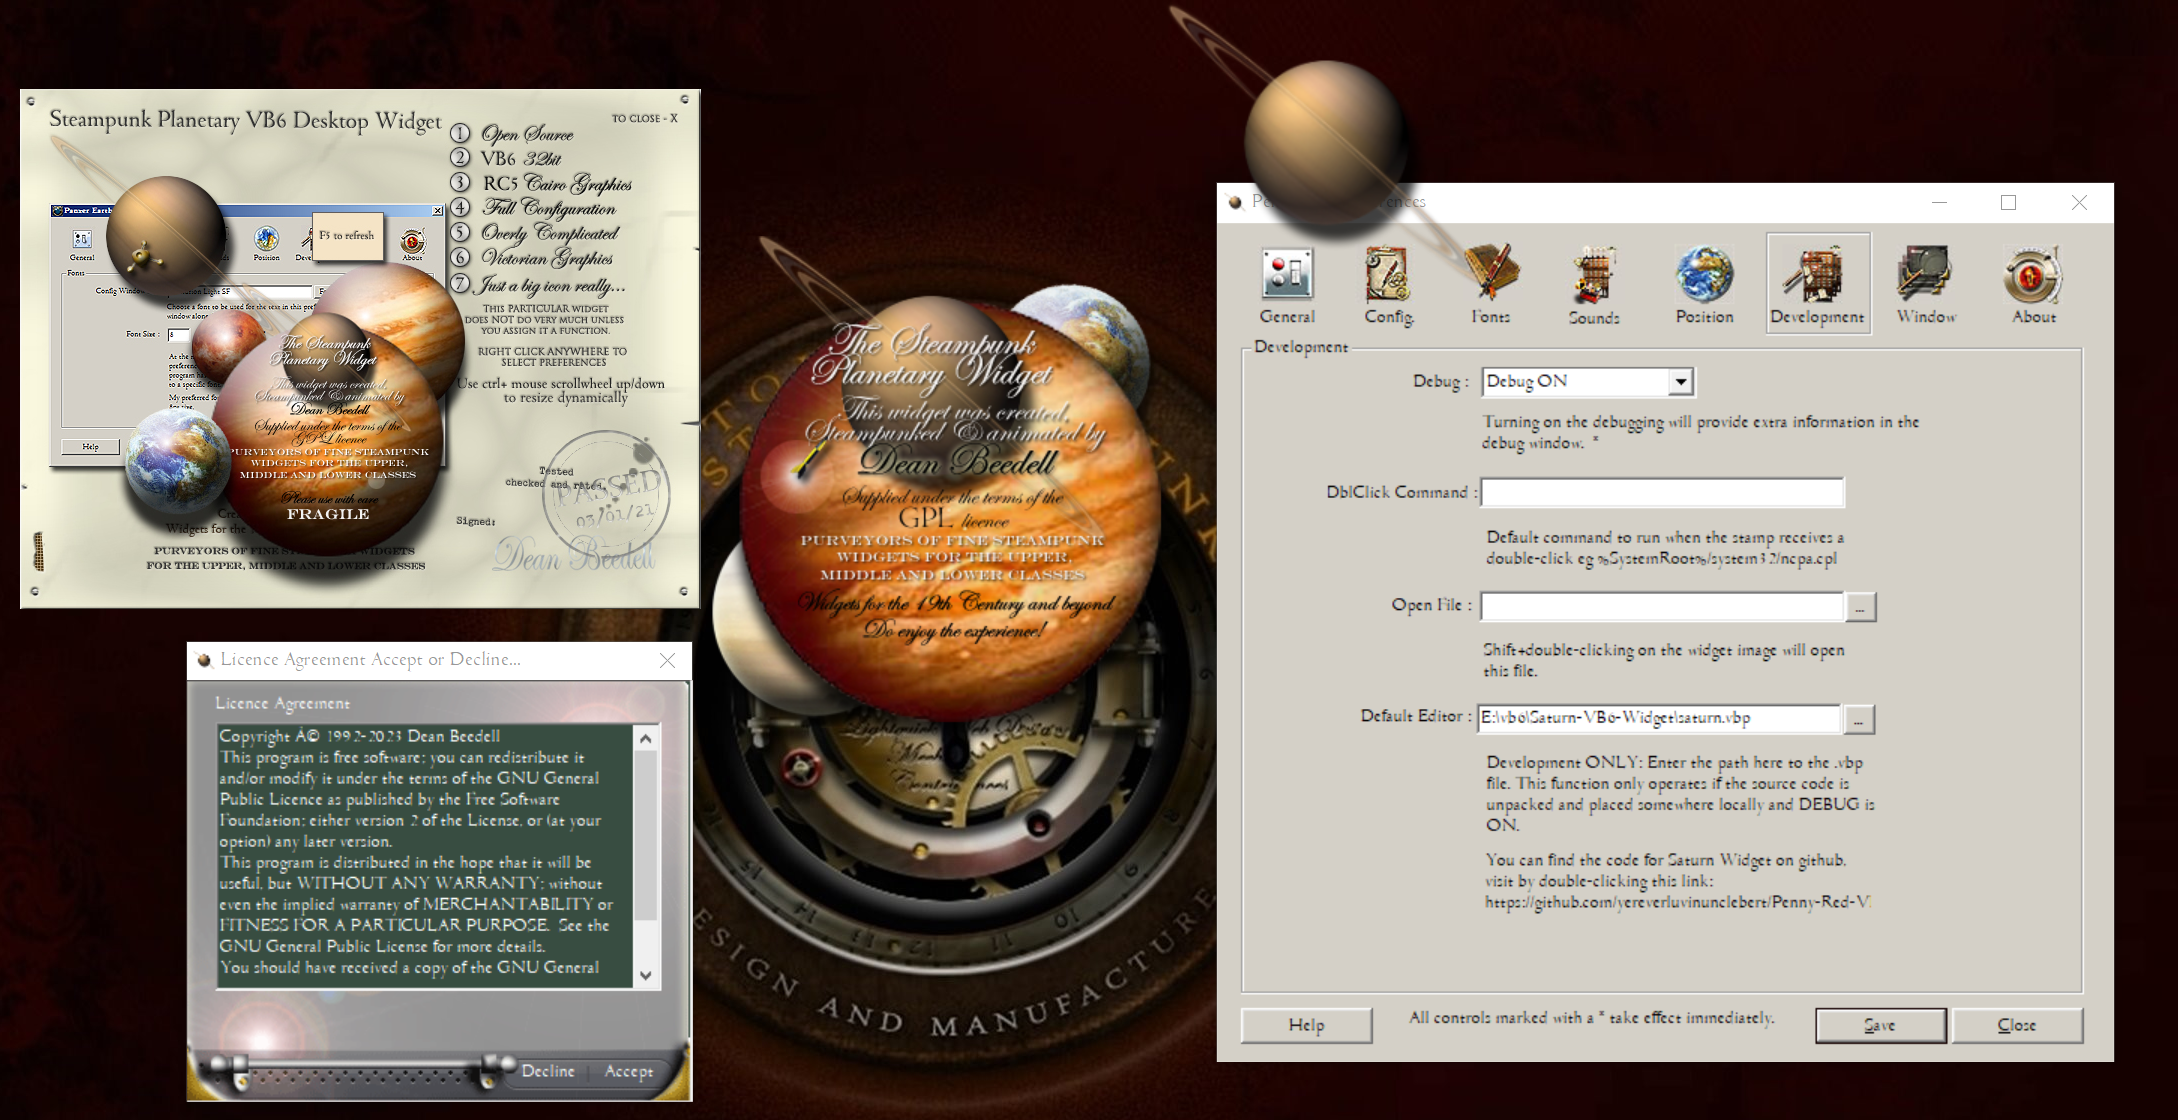 Steampunk Planetary VB6 Desktop Widget
TO CLOSE - X
1 Open Source
2 VB6 32bit
3 RC5 Cairo Graphics
4 Full Configuration
5 Overly Complicated
6 Victorian Graphics
7 Just a big icon really...
THIS PARTICULAR WIDGET
DOES NOT DO VERY MUCH UNLESS
YOU ASSIGN IT A FUNCTION.
RIGHT CLICK ANYWHERE TO
SELECT PREFERENCES
Use ctrl+ mouse scrollwheel up/down
to resize dynamically
Tested
checked and
PASSED
03/01/21
Signed:
Dean Beedell
Panzer Earth
F5 to refresh
General
Position
About
Fonts
Font Size :
8
Help
The Steampunk
Planetary Widget
This widget was created,
Steampunked & animated by
Dean Beedell
Supplied under the terms of the
GPL licence
PURVEYORS OF FINE STEAMPUNK
WIDGETS FOR THE UPPER,
MIDDLE AND LOWER CLASSES
Please use with care
FRAGILE
Widgets for the
PURVEYORS OF FINE WIDGETS
FOR THE UPPER, MIDDLE AND LOWER CLASSES
Licence Agreement Accept or Decline...
Licence Agreement
Copyright Â© 1992-2023 Dean Beedell
This program is free software; you can redistribute it
and/or modify it under the terms of the GNU General
Public Licence as published by the Free Software
Foundation; either version 2 of the License, or (at your
option) any later version.
This program is distributed in the hope that it will be
useful, but WITHOUT ANY WARRANTY; without
even the implied warranty of MERCHANTABILITY or
FITNESS FOR A PARTICULAR PURPOSE.  See the
GNU General Public License for more details.
You should have received a copy of the GNU General
Decline
Accept
The Steampunk
Planetary Widget
This widget was created,
Steampunked & animated by
Dean Beedell
Supplied under the terms of the
GPL licence
PURVEYORS OF FINE STEAMPUNK
WIDGETS FOR THE UPPER,
MIDDLE AND LOWER CLASSES
Widgets for the 19th Century and beyond
Do enjoy the experience!
DESIGN AND MANUFACTURE
General
Config.
Fonts
Sounds
Position
Development
Window
About
Development
Debug :
Debug ON
Turning on the debugging will provide extra information in the
debug window. *
DblClick Command :
Default command to run when the stamp receives a
double-click eg %SystemRoot%/system32/ncpa.cpl
Open File :
...
Shift+double-clicking on the widget image will open
this file.
Default Editor :
E:\vb6\Saturn-VB6-Widget\saturn.vbp
...
Development ONLY: Enter the path here to the .vbp
file. This function only operates if the source code is
unpacked and placed somewhere locally and DEBUG is
ON.
You can find the code for Saturn Widget on github,
visit by double-clicking this link:
https://github.com/yereverluvinunclebert/Penny-Red-V
Help
All controls marked with a * take effect immediately.
Save
Close